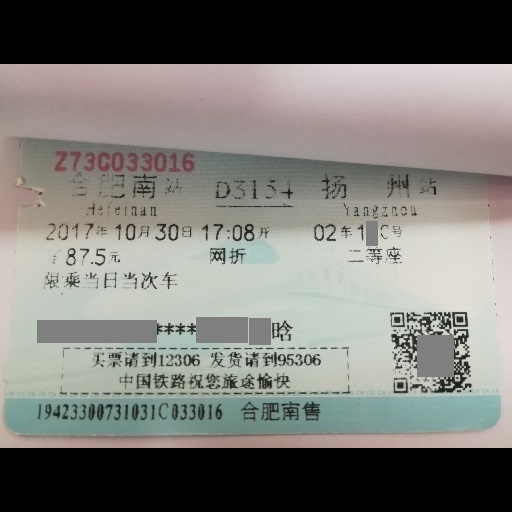 Z73C033016
合肥南站 D3154 扬州站
Hefeinan Yangzhou
2017年10月30日17:08开 02车1 C号
¥87.5元 网折 二等座
限乘当日当次车
****晗
买票请到12306 发货请到95306
中国铁路祝您旅途愉快
19423300731031C033016 合肥南售